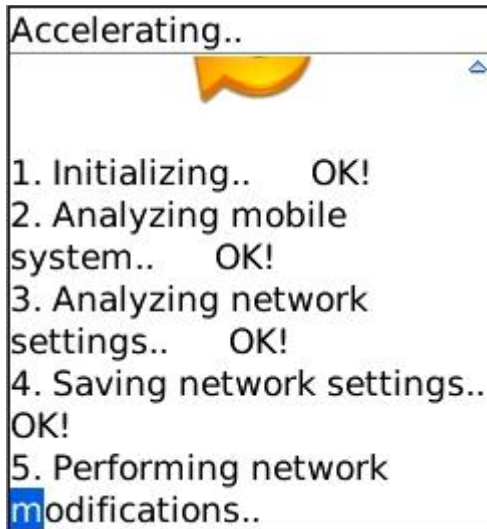 Accelerating..
1. Initializing.. OK!
2. Analyzing mobile
system.. OK!
3. Analyzing network
settings.. OK!
4. Saving network settings..
OK!
5. Performing network
modifications..